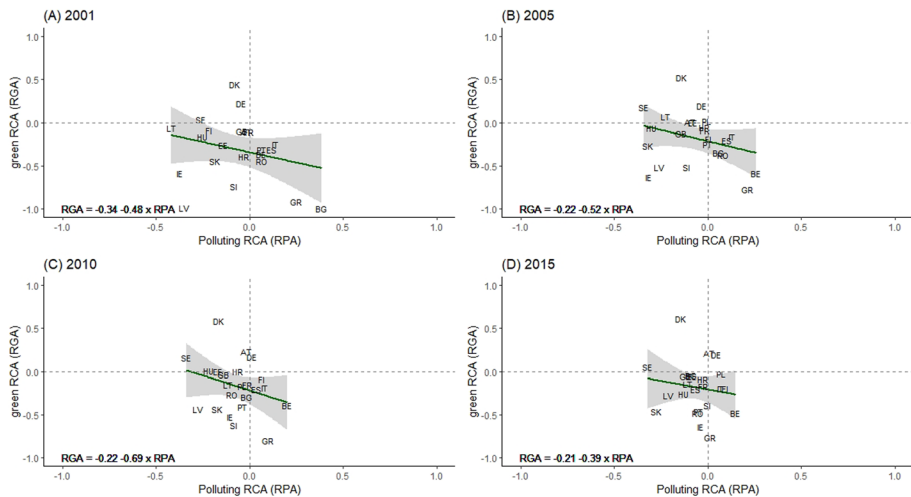 (A) 2001
green RCA (RGA)
1.0
0.5
0.0
-0.5
-1.0
DK
DE
SE
LT
FI
HU
EE
IT
PT
ES
HR
RO
SK
IE
SI
GR
LV
BG
RGA = -0.34 -0.48 x RPA
-1.0
-0.5
0.0
0.5
1.0
Polluting RCA (RPA)
(B) 2005
green RCA (RGA)
1.0
0.5
0.0
-0.5
-1.0
DK
DE
SE
LT
HU
GB
FR
IT
ES
PT
SK
BG
RO
LV
SI
IE
BE
GR
RGA = -0.22 -0.52 x RPA
-1.0
-0.5
0.0
0.5
1.0
Polluting RCA (RPA)
(C) 2010
green RCA (RGA)
1.0
0.5
0.0
-0.5
-1.0
DK
AT
DE
SE
HU
GB
HR
FI
LT
FR
ES
IT
RO
BG
PT
BE
LV
SK
IE
SI
GR
RGA = -0.22 -0.69 x RPA
-1.0
-0.5
0.0
0.5
1.0
Polluting RCA (RPA)
(D) 2015
green RCA (RGA)
1.0
0.5
0.0
-0.5
-1.0
DK
AT
DE
SE
PL
HR
LT
FR
ES
HU
LV
SI
SK
BE
IE
GR
RGA = -0.21 -0.39 x RPA
-1.0
-0.5
0.0
0.5
1.0
Polluting RCA (RPA)